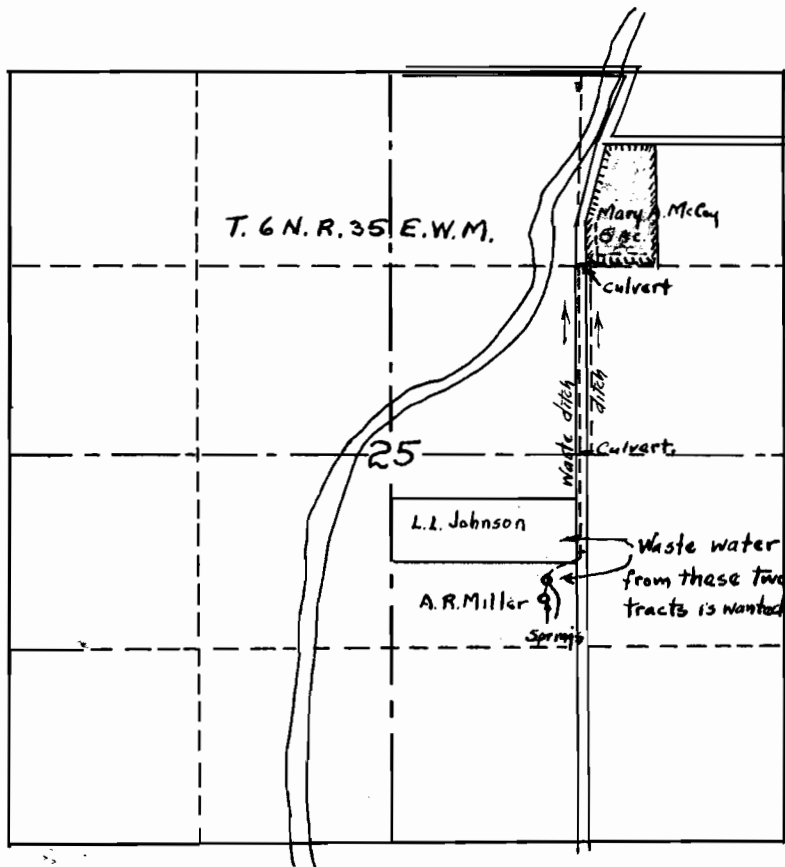 T. 6 N. R. 35 E. W. M.
Mary A. McCoy
Culvert
Waste ditch
ditch
25
Culvert.
L. L. Johnson
Waste water
from these two
tracts is wanted
A. R. Miller
Springs